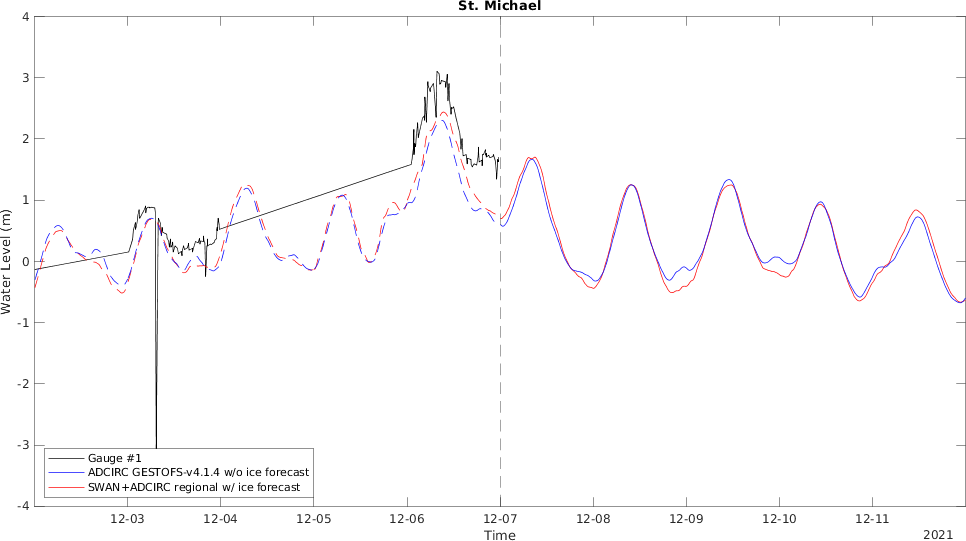 St. Michael
4
3
2
1
0
-1
-2
-3
-4
Water Level (m)
Gauge #1
ADCIRC GESTOFS-v4.1.4 w/o ice forecast
SWAN+ADCIRC regional w/ ice forecast
12-03 12-04 12-05 12-06 12-07 12-08 12-09 12-10 12-11
Time
2021